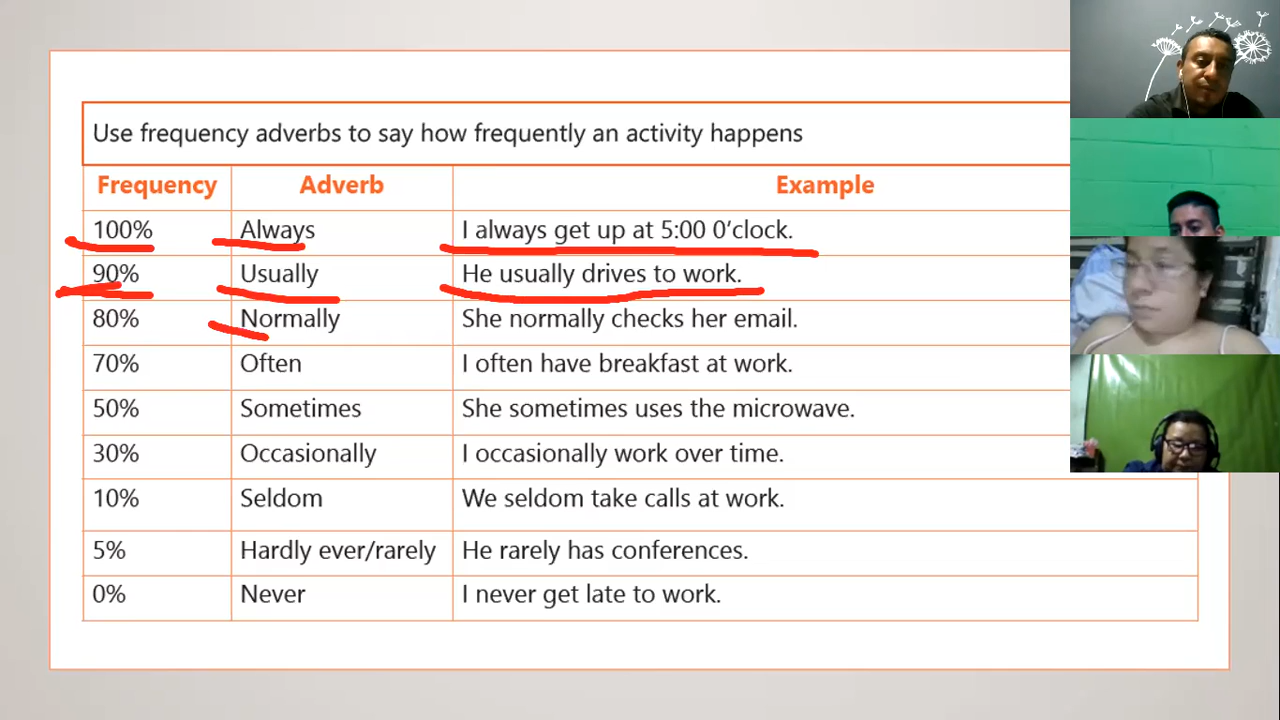 Use frequency adverbs to say how frequently an activity happens
Frequency Adverb Example
100% Always I always get up at 5:00 0’clock.
90% Usually He usually drives to work.
80% Normally She normally checks her email.
70% Often I often have breakfast at work.
50% Sometimes She sometimes uses the microwave.
30% Occasionally I occasionally work over time.
10% Seldom We seldom take calls at work.
5% Hardly ever/rarely He rarely has conferences.
0% Never I never get late to work.